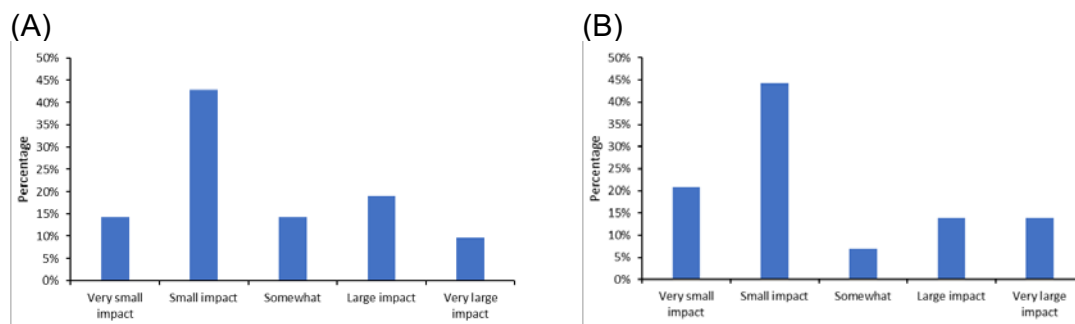 (A)
50%
45%
40%
35%
30%
25%
20%
15%
10%
5%
0%
Percentage
Very small impact
Small impact
Somewhat
Large impact
Very large impact
(B)
50%
45%
40%
35%
30%
25%
20%
15%
10%
5%
0%
Percentage
Very small impact
Small impact
Somewhat
Large impact
Very large impact